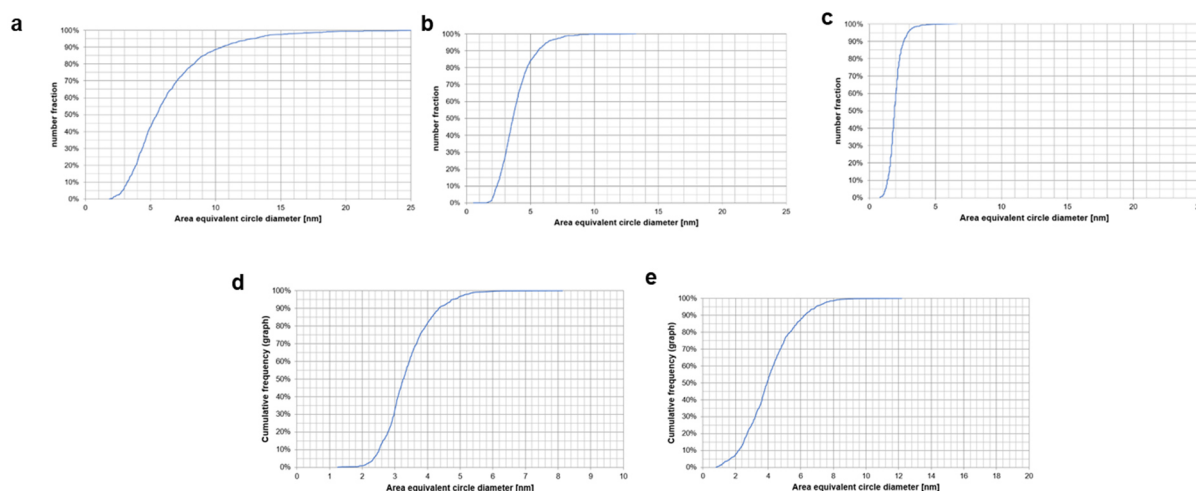 a
100%
90%
80%
70%
60%
50%
40%
30%
20%
10%
0%
number fraction
0 5 10 15 20 25
Area equivalent circle diameter [nm]
b
100%
90%
80%
70%
60%
50%
40%
30%
20%
10%
0%
number fraction
0 5 10 15 20 25
Area equivalent circle diameter [nm]
c
100%
90%
80%
70%
60%
50%
40%
30%
20%
10%
0%
number fraction
0 5 10 15 20
Area equivalent circle diameter [nm]
d
100%
90%
80%
70%
60%
50%
40%
30%
20%
10%
0%
Cumulative frequency (graph)
0 1 2 3 4 5 6 7 8 9 10
Area equivalent circle diameter [nm]
e
100%
90%
80%
70%
60%
50%
40%
30%
20%
10%
0%
Cumulative frequency (graph)
0 2 4 6 8 10 12 14 16 18 20
Area equivalent circle diameter [nm]